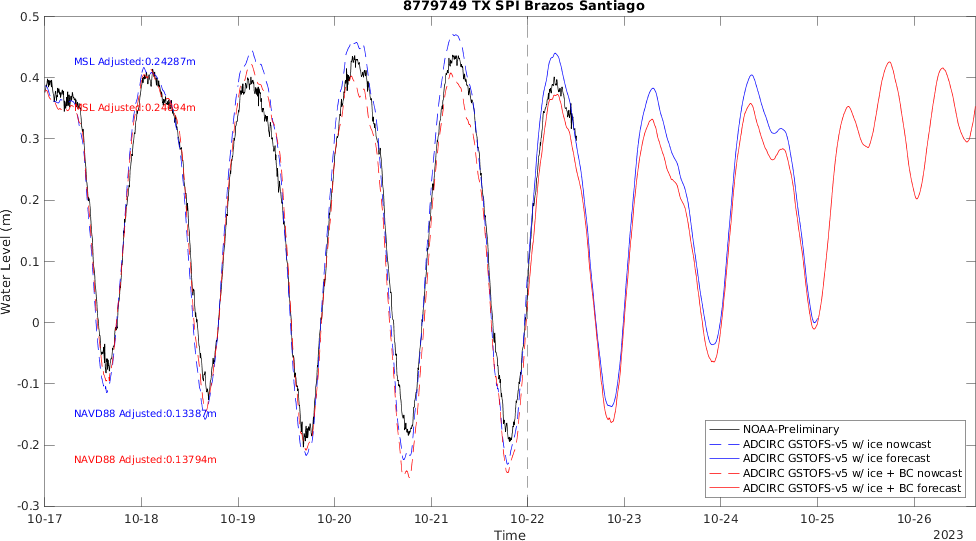 8779749 TX SPI Brazos Santiago
0.5
0.4
0.3
0.2
0.1
0
-0.1
-0.2
-0.3
Water Level (m)
MSL Adjusted:0.24287m
NAVD88 Adjusted:0.13387m
NAVD88 Adjusted:0.13794m
NOAA-Preliminary
ADCIRC GSTOFS-v5 w/ ice nowcast
ADCIRC GSTOFS-v5 w/ ice forecast
ADCIRC GSTOFS-v5 w/ ice + BC nowcast
ADCIRC GSTOFS-v5 w/ ice + BC forecast
10-17 10-18 10-19 10-20 10-21 10-22 10-23 10-24 10-25 10-26
Time
2023